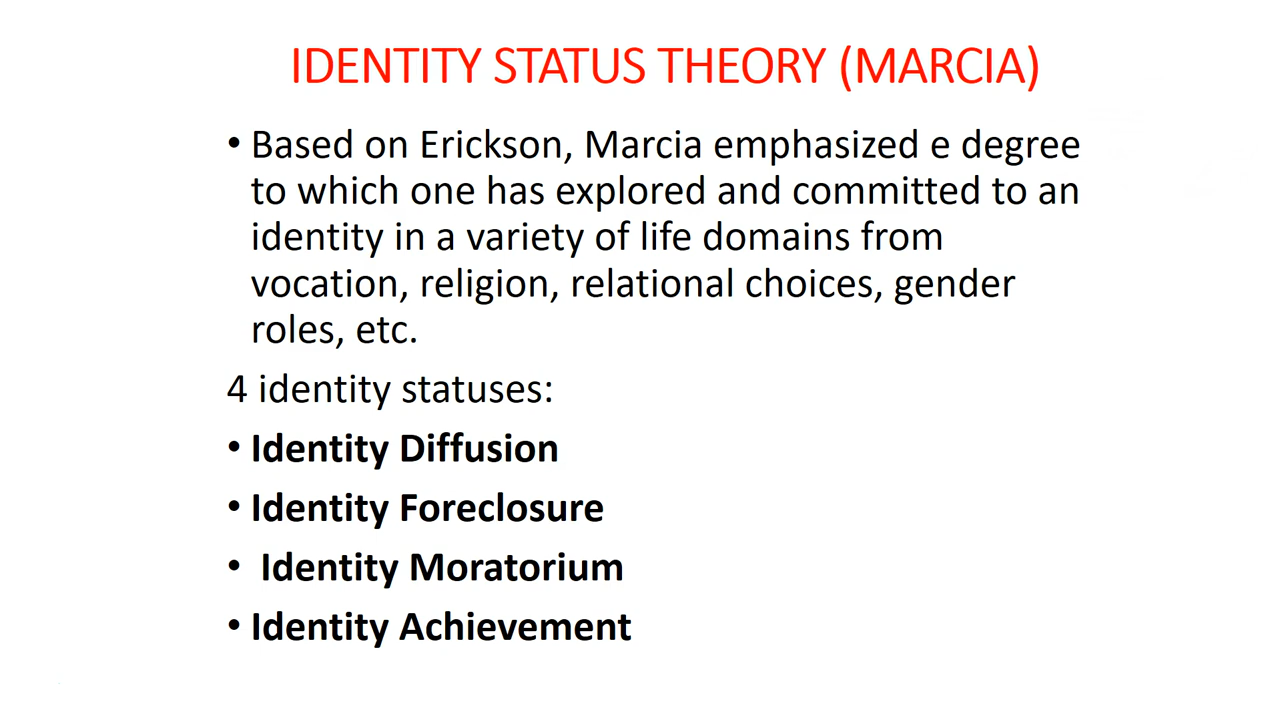 IDENTITY STATUS THEORY (MARCIA)
• Based on Erickson, Marcia emphasized e degree
to which one has explored and committed to an
identity in a variety of life domains from
vocation, religion, relational choices, gender
roles, etc.
4 identity statuses:
• Identity Diffusion
• Identity Foreclosure
• Identity Moratorium
• Identity Achievement